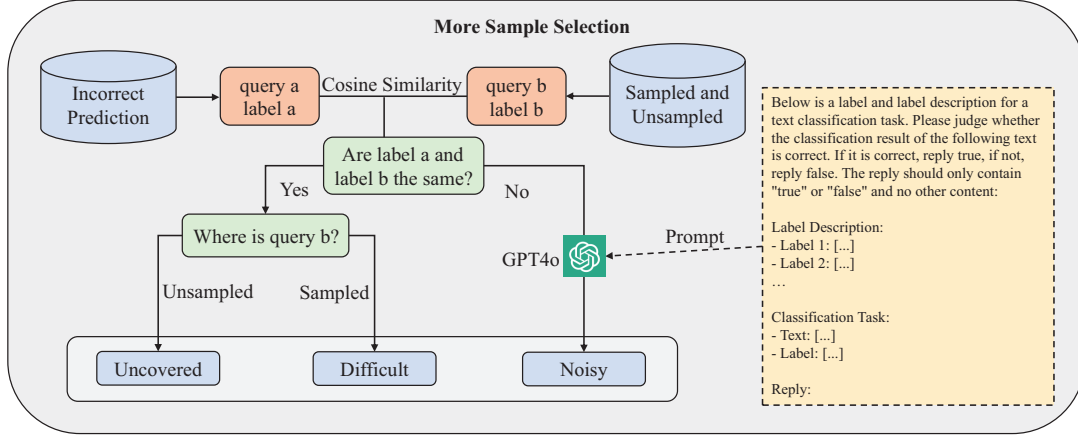 More Sample Selection
Incorrect
Prediction
query a
label a
Cosine Similarity
query b
label b
Sampled and
Unsampled
Are label a and
label b the same?
Yes
No
Where is query b?
GPT4o
Prompt
Unsampled
Sampled
Uncovered
Difficult
Noisy
Below is a label and label description for a
text classification task. Please judge whether
the classification result of the following text
is correct. If it is correct, reply true, if not,
reply false. The reply should only contain
"true" or "false" and no other content:
Label Description:
- Label 1: [...]
- Label 2: [...]
…
Classification Task:
- Text: [...]
- Label: [...]
Reply: